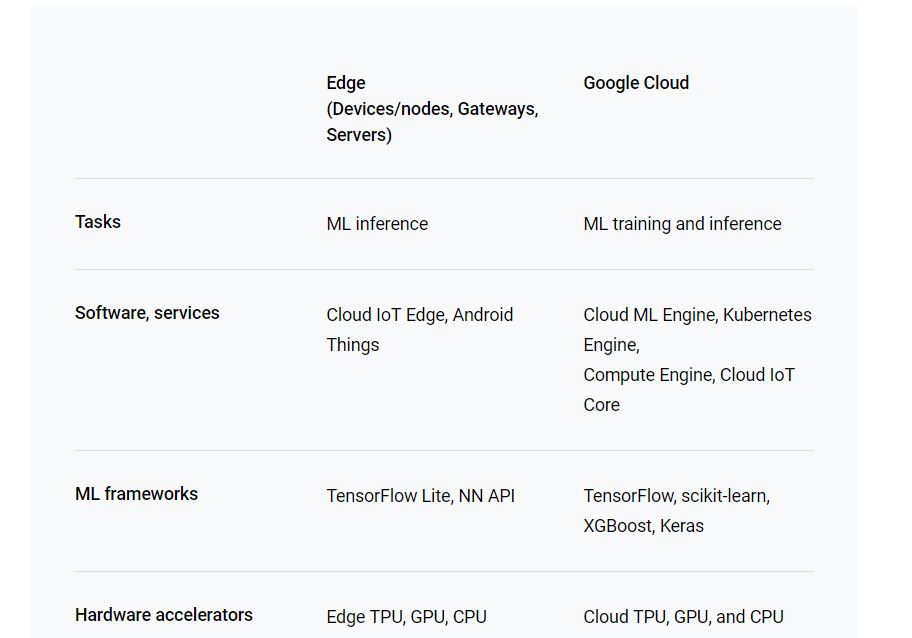 Edge
(Devices/nodes, Gateways,
Servers)
Google Cloud
Tasks
ML inference
ML training and inference
Software, services
Cloud IoT Edge, Android
Things
Cloud ML Engine, Kubernetes
Engine,
Compute Engine, Cloud IoT
Core
ML frameworks
TensorFlow Lite, NN API
TensorFlow, scikit-learn,
XGBoost, Keras
Hardware accelerators
Edge TPU, GPU, CPU
Cloud TPU, GPU, and CPU